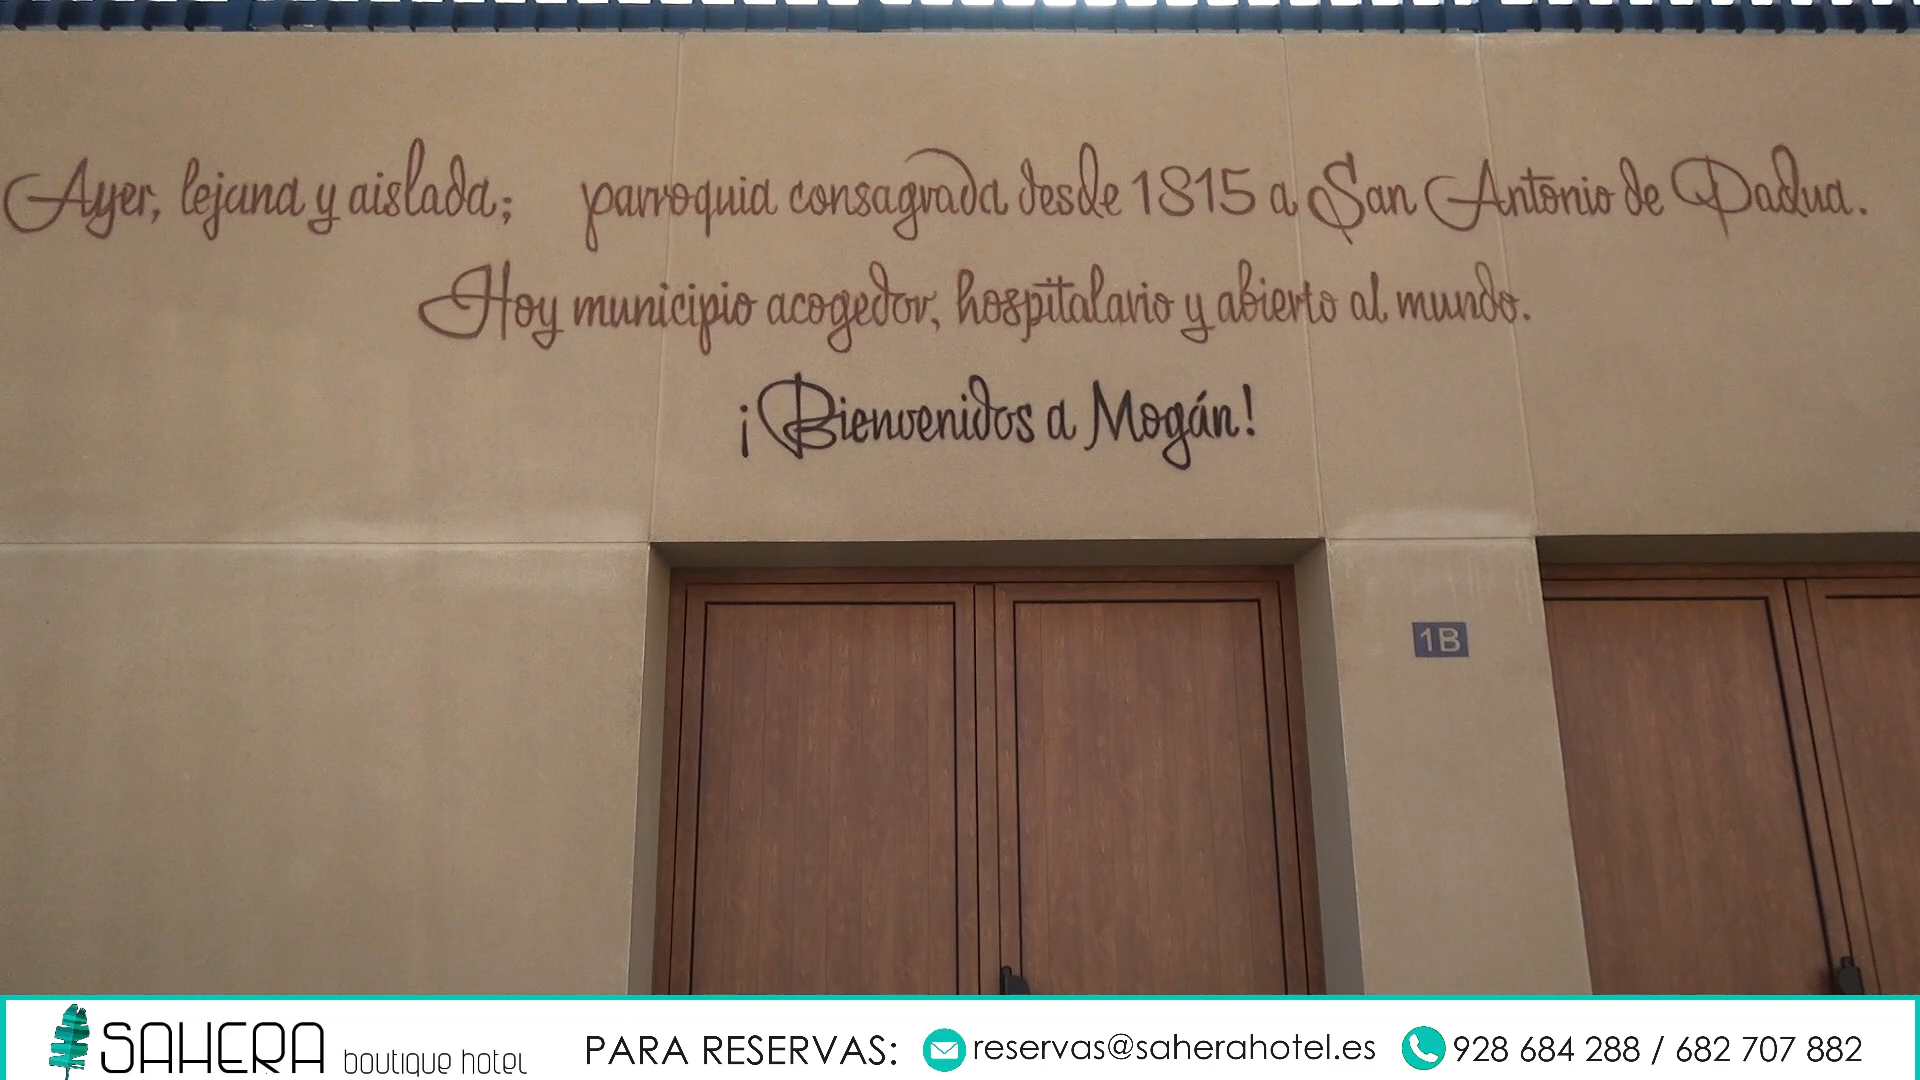 Ayer, lejana y aislada; parroquia consagrada desde 1815 a San Antonio de Padua.
Hoy municipio acogedor, hospitalario y abierto al mundo.
¡Bienvenidos a Mogán!
1B
SAHERA boutique hotel PARA RESERVAS: reservas@saherahotel.es 928 684 288 / 682 707 882